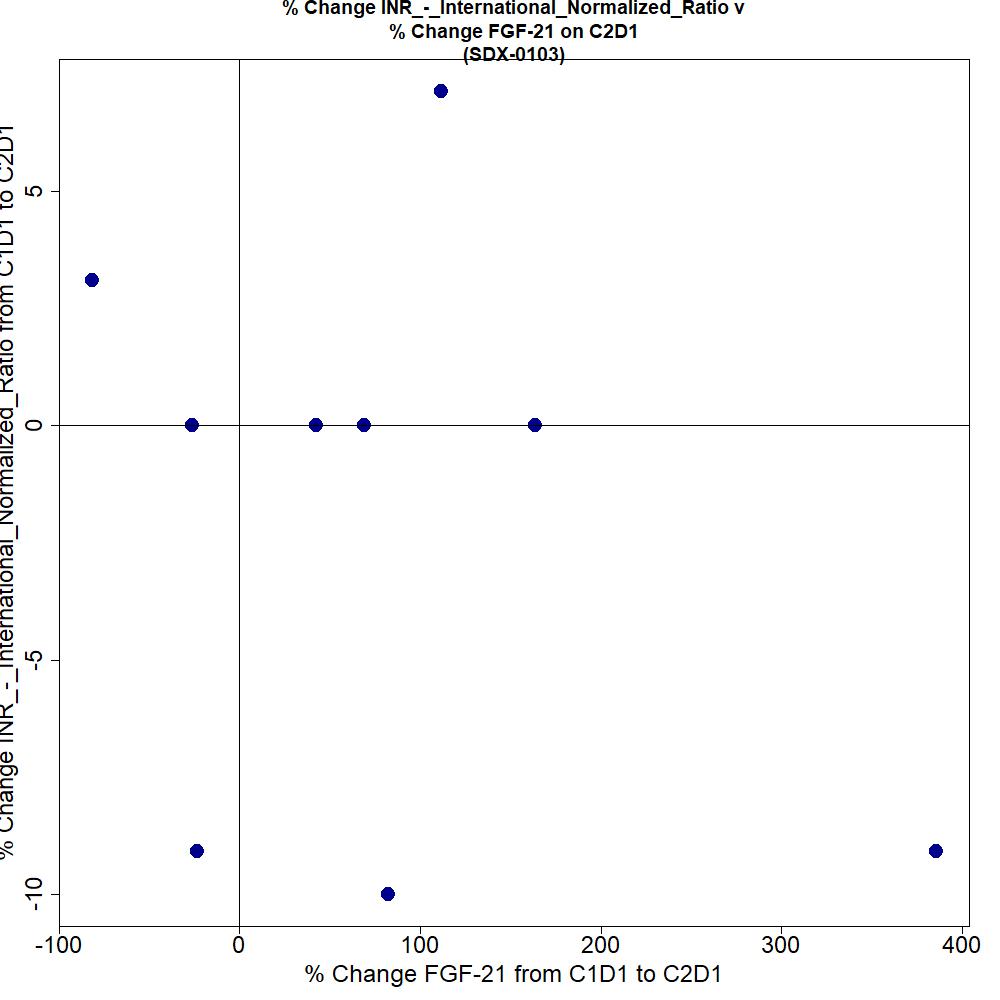 % Change INR_-_International_Normalized_Ratio v
% Change FGF-21 on C2D1
(SDX-0103)
% Change INR_-_International_Normalized_Ratio from C1D1 to C2D1
5
0
-5
-10
-100
0
100
200
300
400
% Change FGF-21 from C1D1 to C2D1